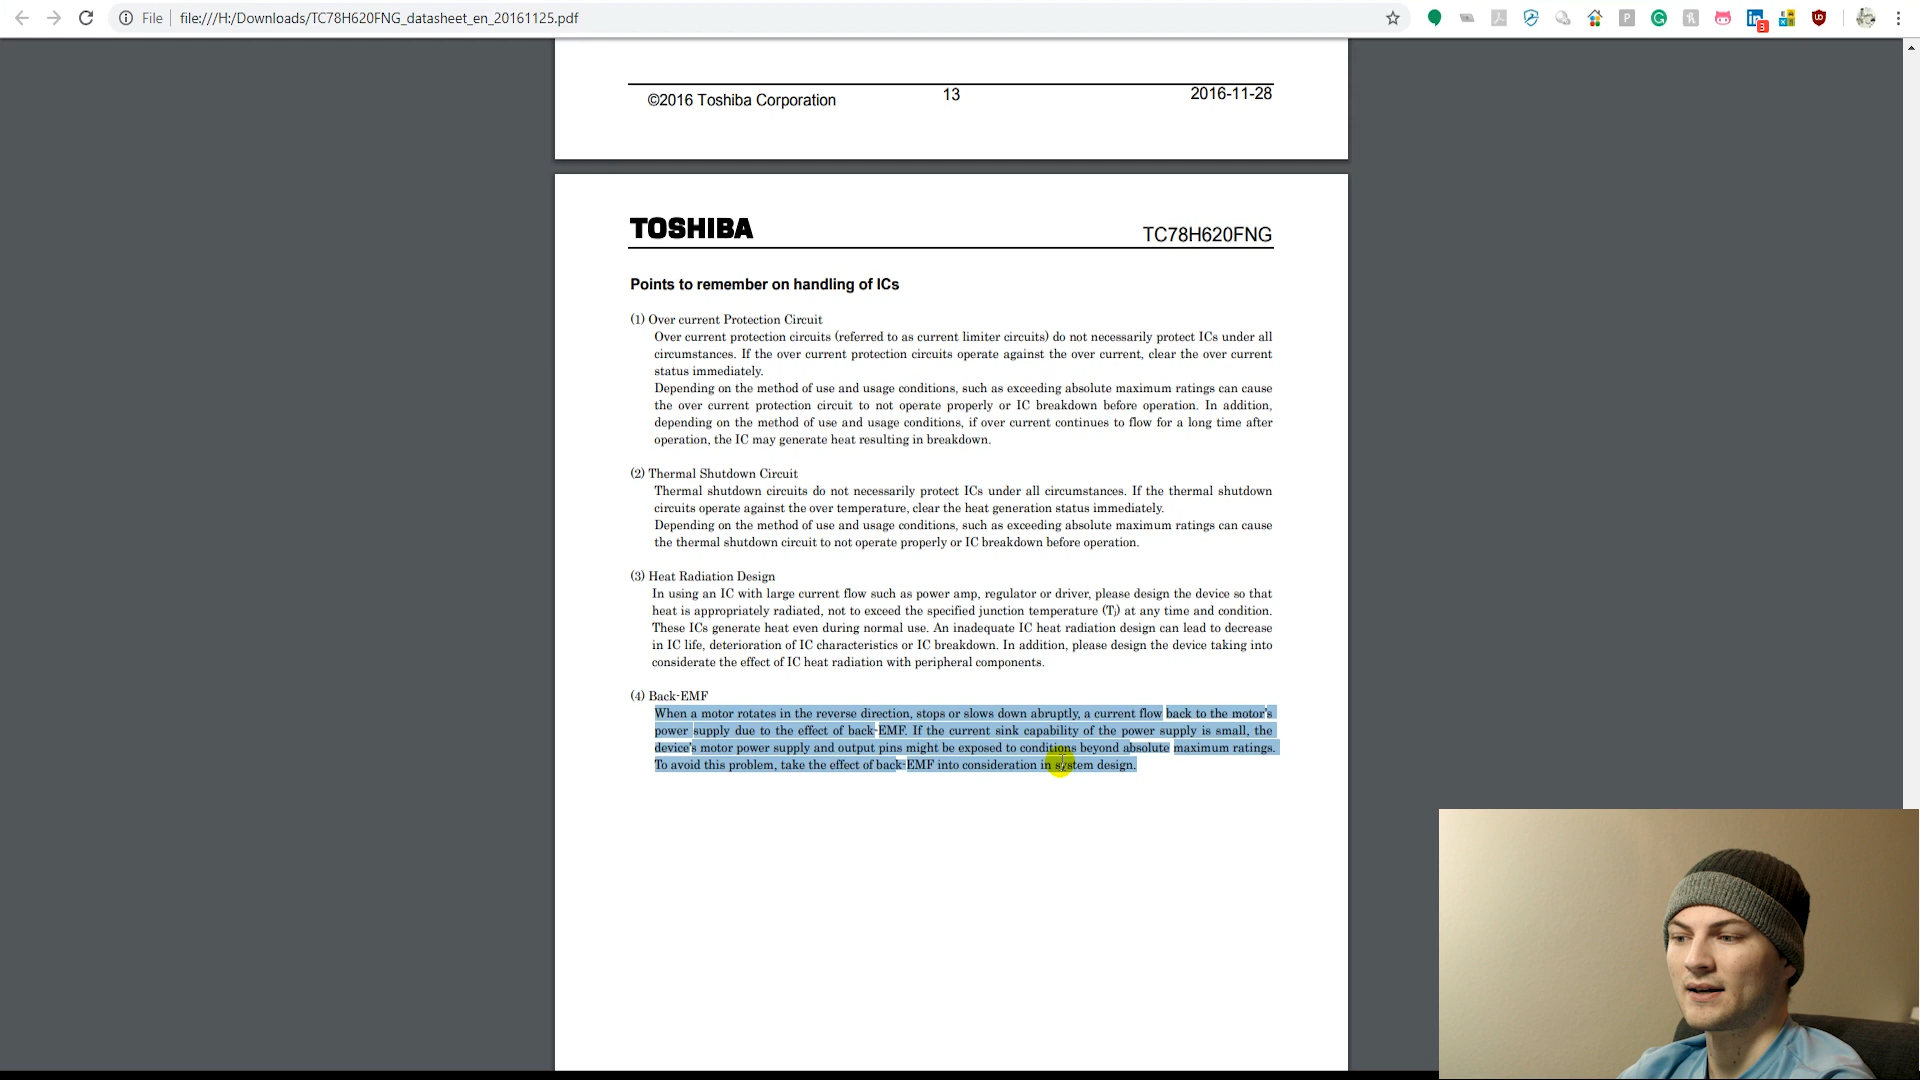 File
file:///H:/Downloads/TC78H620FNG_datasheet_en_20161125.pdf
3
©2016 Toshiba Corporation
13
2016-11-28
TOSHIBA
TC78H620FNG
Points to remember on handling of ICs
(1) Over current Protection Circuit
Over current protection circuits (referred to as current limiter circuits) do not necessarily protect ICs under all
circumstances. If the over current protection circuits operate against the over current, clear the over current
status immediately.
Depending on the method of use and usage conditions, such as exceeding absolute maximum ratings can cause
the over current protection circuit to not operate properly or IC breakdown before operation. In addition,
depending on the method of use and usage conditions, if over current continues to flow for a long time after
operation, the IC may generate heat resulting in breakdown.
(2) Thermal Shutdown Circuit
Thermal shutdown circuits do not necessarily protect ICs under all circumstances. If the thermal shutdown
circuits operate against the over temperature, clear the heat generation status immediately.
Depending on the method of use and usage conditions, such as exceeding absolute maximum ratings can cause
the thermal shutdown circuit to not operate properly or IC breakdown before operation.
(3) Heat Radiation Design
In using an IC with large current flow such as power amp, regulator or driver, please design the device so that
heat is appropriately radiated, not to exceed the specified junction temperature (Tj) at any time and condition.
These ICs generate heat even during normal use. An inadequate IC heat radiation design can lead to decrease
in IC life, deterioration of IC characteristics or IC breakdown. In addition, please design the device taking into
considerate the effect of IC heat radiation with peripheral components.
(4) Back-EMF
When a motor rotates in the reverse direction, stops or slows down abruptly, a current flow back to the motor's
power supply due to the effect of back-EMF. If the current sink capability of the power supply is small, the
device's motor power supply and output pins might be exposed to conditions beyond absolute maximum ratings.
To avoid this problem, take the effect of back-EMF into consideration in system design.